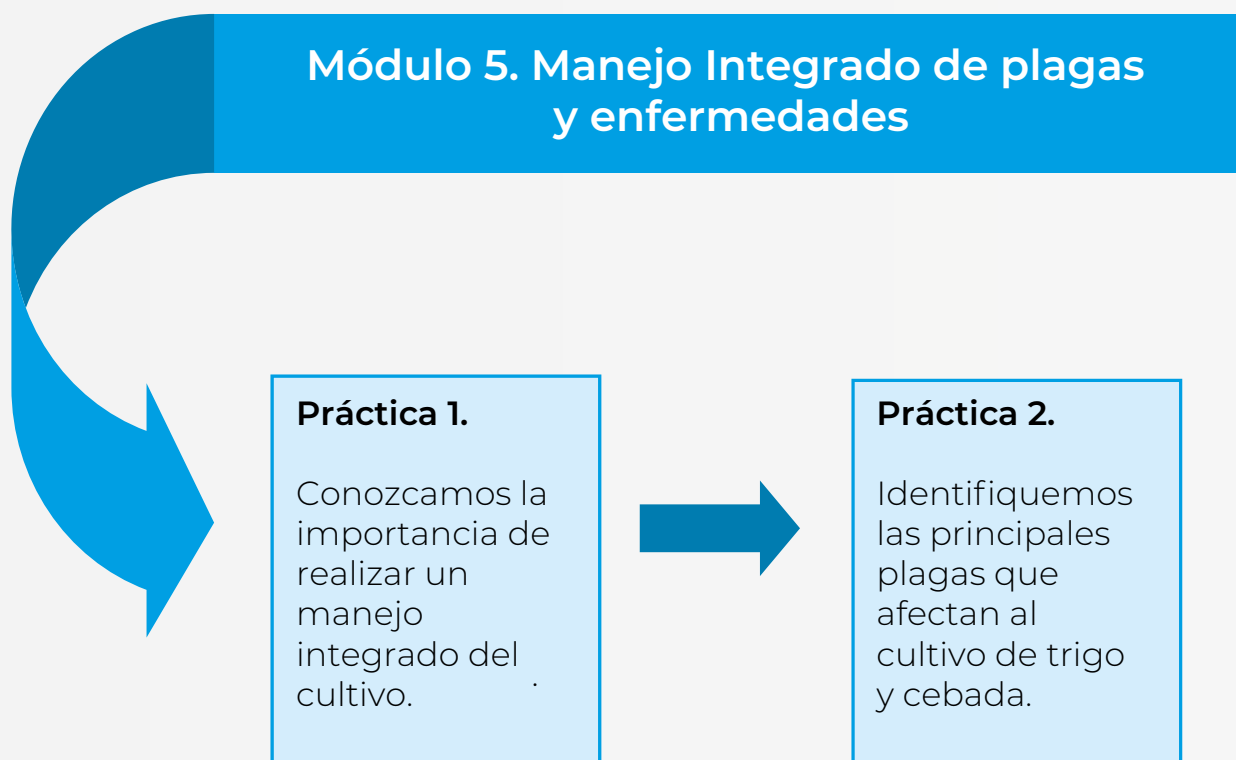 Módulo 5. Manejo Integrado de plagas
y enfermedades
Práctica 1.
Conozcamos la
importancia de
realizar un
manejo
integrado del
cultivo.
Práctica 2.
Identifiquemos
las principales
plagas que
afectan al
cultivo de trigo
y cebada.